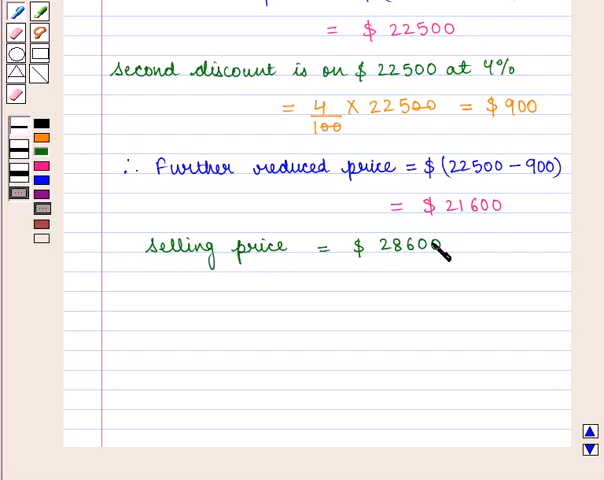 = $ 22500
Second discount is on $ 22500 at 4%
= 4/100 × 22500 = $ 900
∴ Further reduced price = $ (22500 - 900)
= $ 21600
Selling price = $ 28600